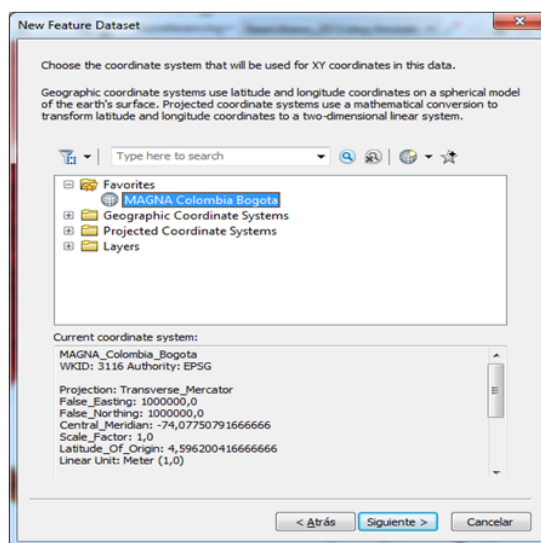 New Feature Dataset
Choose the coordinate system that will be used for XY coordinates in this data.
Geographic coordinate systems use latitude and longitude coordinates on a spherical model
of the earth's surface. Projected coordinate systems use a mathematical conversion to
transform latitude and longitude coordinates to a two-dimensional linear system.
Type here to search
Favorites
MAGNA Colombia Bogota
Geographic Coordinate Systems
Projected Coordinate Systems
Layers
Current coordinate system:
MAGNA_Colombia_Bogota
WKID: 3116 Authority: EPSG
Projection: Transverse_Mercator
False_Easting: 1000000,0
False_Northing: 1000000,0
Central_Meridian: -74,07750791666666
Scale_Factor: 1,0
Latitude_Of_Origin: 4,596200416666666
Linear Unit: Meter (1,0)
< Atrás
Siguiente >
Cancelar